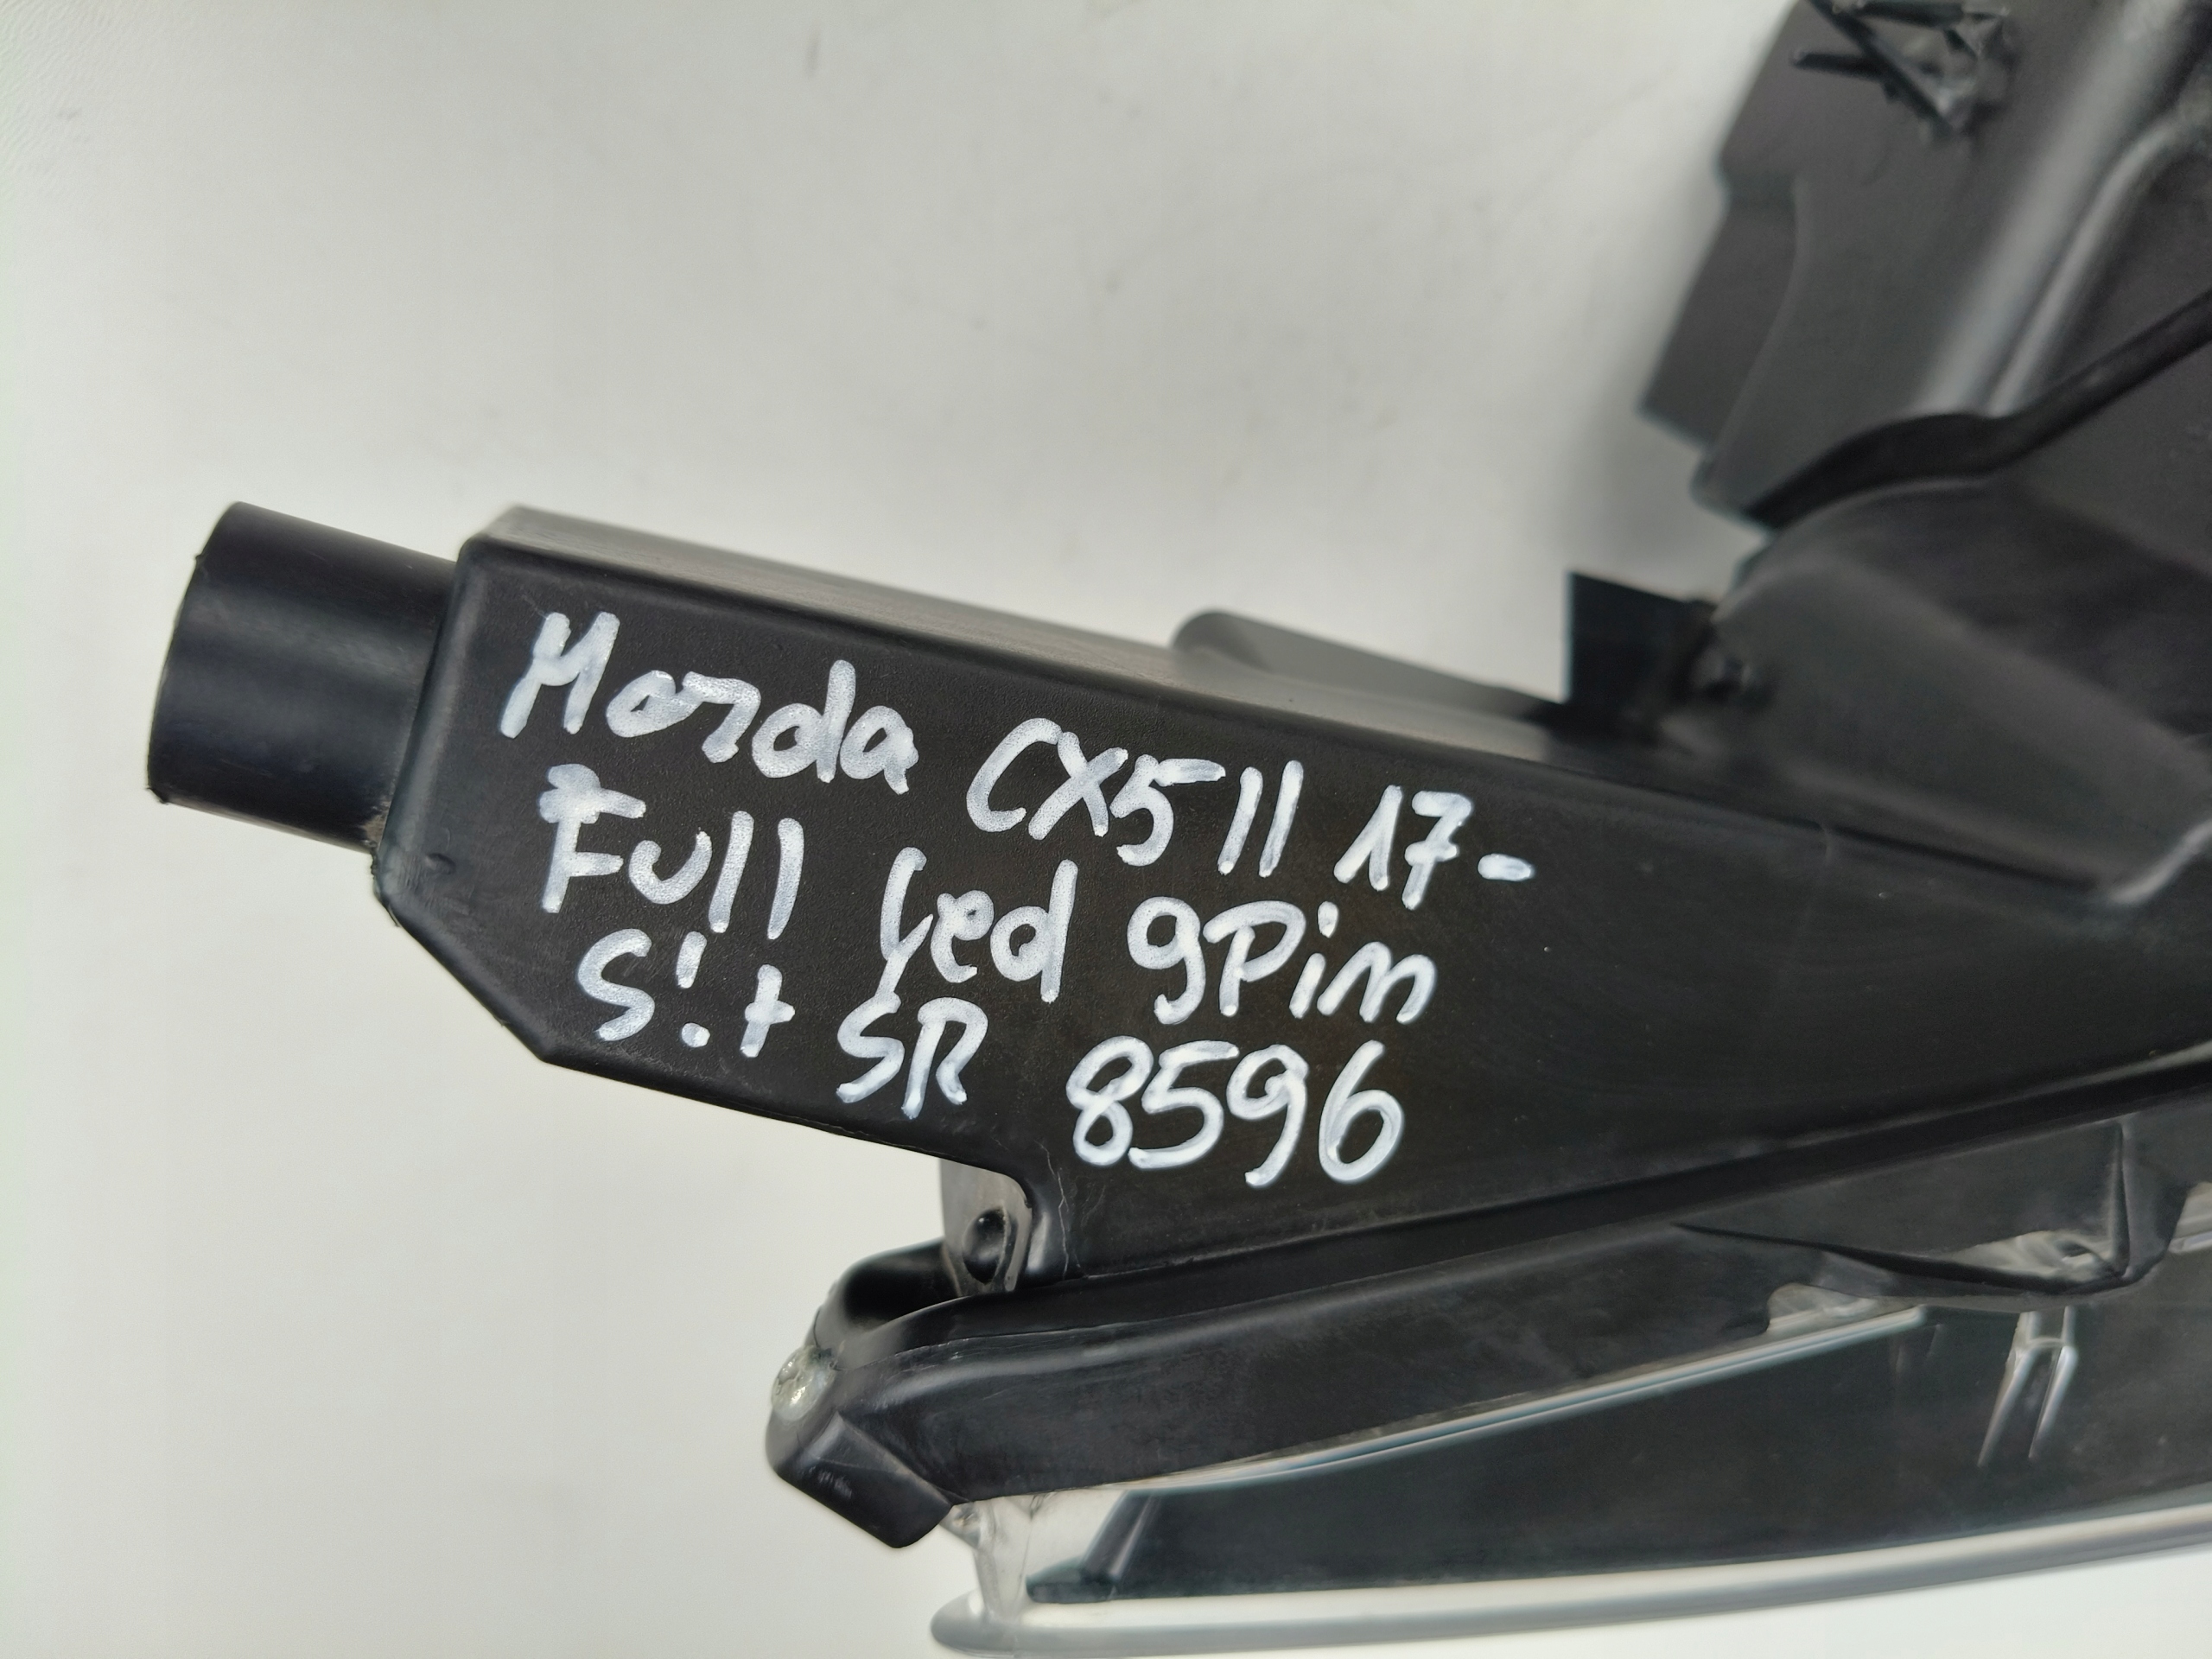 Mazda CX5 II 17-
Full Led 9Pin
S!+ SR 8596